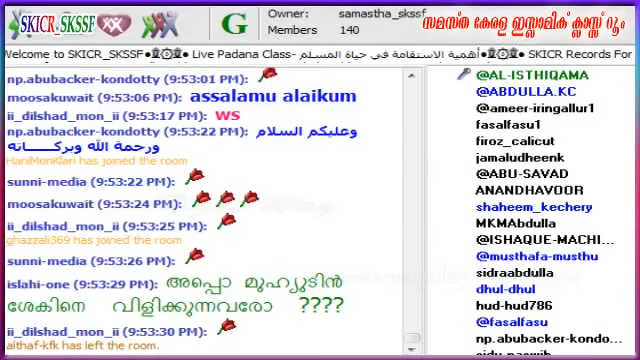 SKICR.SKSSF
Owner: samastha_skssf
Members 140
സമസ്ത കേരള ഇസ്ലാമിക് ക്ലാസ്സ് റൂം
Welcome to SKICR_SKSSF•۩• Live Padana Class- أهمية الاستقامة في حياة المسلم •۩• SKICR Records For
np.abubacker-kondotty (9:53:01 PM):
moosakuwait (9:53:06 PM): assalamu alaikum
ii_dilshad_mon_ii (9:53:17 PM): ws
np.abubacker-kondotty (9:53:22 PM): وعليكم السلام
ورحمة الله وبركـــــاته
HaniMonKlari has joined the room
sunni-media (9:53:22 PM):
moosakuwait (9:53:24 PM):
ii_dilshad_mon_ii (9:53:25 PM):
ghazzali369 has joined the room
sunni-media (9:53:26 PM):
islahi-one (9:53:29 PM): അപ്പൊ മുഹ്യുടിൻ
ശേകിനെ വിളിക്കുന്നവരോ ????
ii_dilshad_mon_ii (9:53:30 PM):
althaf-kfk has left the room.
@AL-ISTHIQAMA
@ABDULLA.KC
@ameer-iringallur1
fasalfasu1
firoz_calicut
jamaludheenk
@ABU-SAVAD
ANANDHAVOOR
shaheem_kechery
MKMAbdulla
@ISHAQUE-MACHI...
@musthafa-musthu
sidraabdulla
dhul-dhul
hud-hud786
@fasalfasu
np.abubacker-kondo...